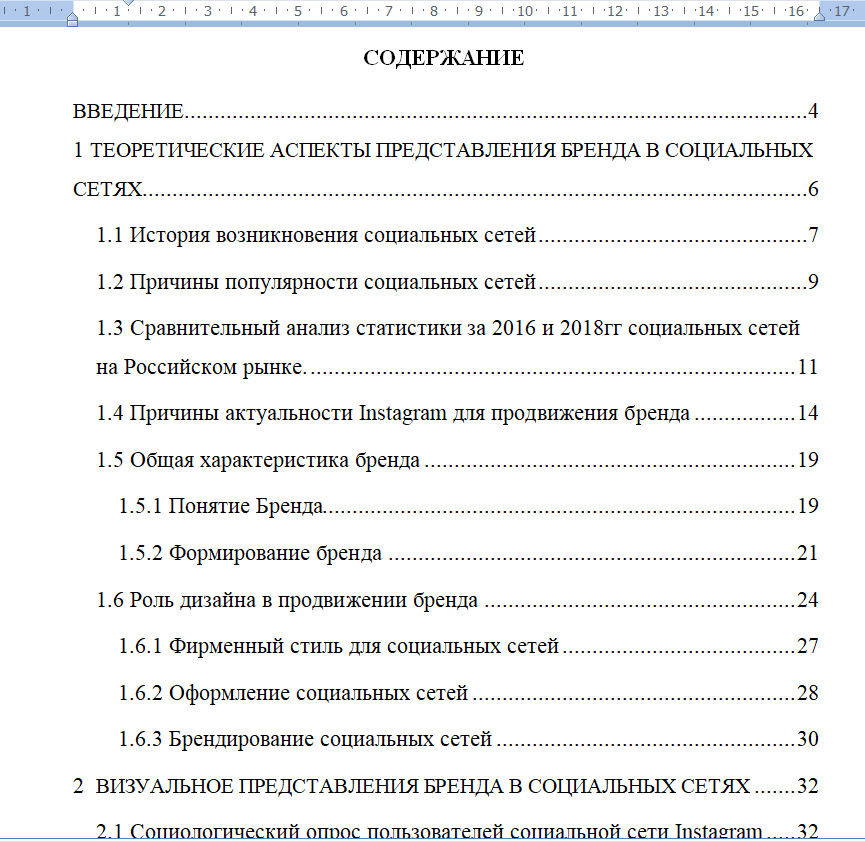 1 1 2 3 4 5 6 7 8 9 10 11 12 13 14 15 16 17
СОДЕРЖАНИЕ
ВВЕДЕНИЕ........................................................................................................4
1 ТЕОРЕТИЧЕСКИЕ АСПЕКТЫ ПРЕДСТАВЛЕНИЯ БРЕНДА В СОЦИАЛЬНЫХ
СЕТЯХ...............................................................................................................6
1.1 История возникновения социальных сетей.............................................7
1.2 Причины популярности социальных сетей.............................................9
1.3 Сравнительный анализ статистики за 2016 и 2018гг социальных сетей
на Российском рынке...................................................................................11
1.4 Причины актуальности Instagram для продвижения бренда.................14
1.5 Общая характеристика бренда..............................................................19
1.5.1 Понятие Бренда...............................................................................19
1.5.2 Формирование бренда....................................................................21
1.6 Роль дизайна в продвижении бренда....................................................24
1.6.1 Фирменный стиль для социальных сетей.......................................27
1.6.2 Оформление социальных сетей......................................................28
1.6.3 Брендирование социальных сетей..................................................30
2 ВИЗУАЛЬНОЕ ПРЕДСТАВЛЕНИЯ БРЕНДА В СОЦИАЛЬНЫХ СЕТЯХ.......32
2.1 Социологический опрос пользователей социальной сети Instagram.....32